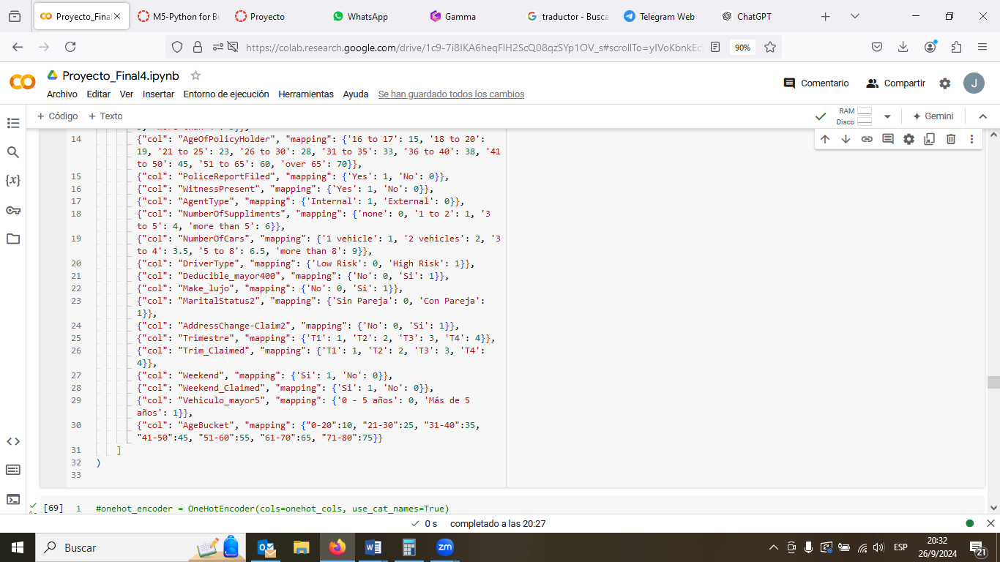 Proyecto_Fina
M5-Python for Bu
Proyecto
WhatsApp
Gamma
traductor - Busca
Telegram Web
ChatGPT
https://colab.research.google.com/drive/1c9-7i8IKA6heqFlH2ScQ08qzSYp1OV_s#scrollTo=yIVoKbnkEc
90%
Proyecto_Final4.ipynb
Comentario
Compartir
J
Archivo Editar Ver Insertar Entorno de ejecución Herramientas Ayuda Se han guardado todos los cambios
+ Código + Texto
RAM
Disco
Gemini
14 {"col": "AgeOfPolicyHolder", "mapping": {'16 to 17': 15, '18 to 20':
19, '21 to 25': 23, '26 to 30': 28, '31 to 35': 33, '36 to 40': 38, '41
to 50': 45, '51 to 65': 60, 'over 65': 70}},
15 {"col": "PoliceReportFiled", "mapping": {'Yes': 1, 'No': 0}},
16 {"col": "WitnessPresent", "mapping": {'Yes': 1, 'No': 0}},
17 {"col": "AgentType", "mapping": {'Internal': 1, 'External': 0}},
18 {"col": "NumberOfSuppliments", "mapping": {'none': 0, '1 to 2': 1, '3
to 5': 4, 'more than 5': 6}},
19 {"col": "NumberOfCars", "mapping": {'1 vehicle': 1, '2 vehicles': 2, '3
to 4': 3.5, '5 to 8': 6.5, 'more than 8': 9}},
20 {"col": "DriverType", "mapping": {'Low Risk': 0, 'High Risk': 1}},
21 {"col": "Deducible_mayor400", "mapping": {'No': 0, 'Si': 1}},
22 {"col": "Make_lujo", "mapping": {'No': 0, 'Si': 1}},
23 {"col": "MaritalStatus2", "mapping": {'Sin Pareja': 0, 'Con Pareja':
1}},
24 {"col": "AddressChange-Claim2", "mapping": {'No': 0, 'Si': 1}},
25 {"col": "Trimestre", "mapping": {'T1': 1, 'T2': 2, 'T3': 3, 'T4': 4}},
26 {"col": "Trim_Claimed", "mapping": {'T1': 1, 'T2': 2, 'T3': 3, 'T4':
4}},
27 {"col": "Weekend", "mapping": {'Si': 1, 'No': 0}},
28 {"col": "Weekend_Claimed", "mapping": {'Si': 1, 'No': 0}},
29 {"col": "Vehiculo_mayor5", "mapping": {'0 - 5 años': 0, 'Más de 5
años': 1}},
30 {"col": "AgeBucket", "mapping": {"0-20":10, "21-30":25, "31-40":35,
"41-50":45, "51-60":55, "61-70":65, "71-80":75}}
31 ]
32 )
33
[69] 1 #onehot_encoder = OneHotEncoder(cols=onehot_cols, use_cat_names=True)
0 s completado a las 20:27
Buscar
ESP
20:32
26/9/2024
21